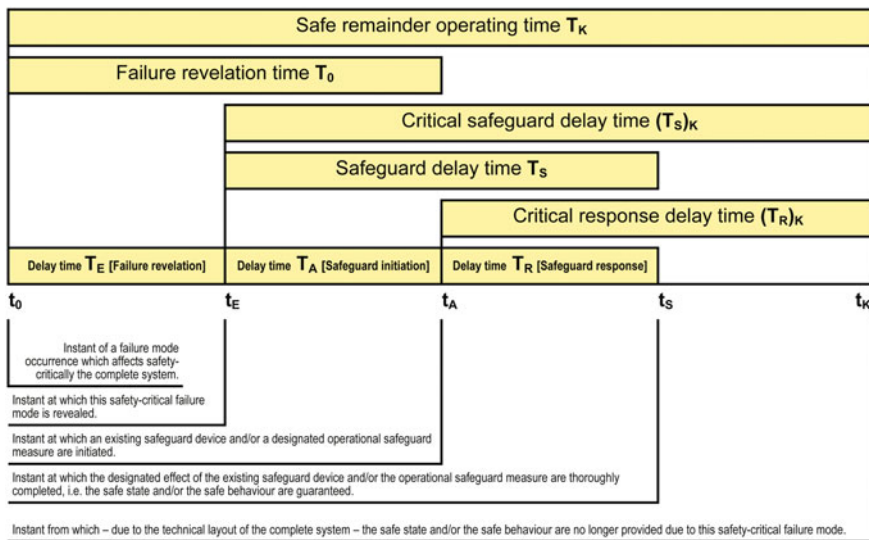 Safe remainder operating time TK
Failure revelation time T0
Critical safeguard delay time (TS)K
Safeguard delay time TS
Critical response delay time (TR)K
Delay time TE [Failure revelation]
Delay time TA [Safeguard initiation]
Delay time TR [Safeguard response]
t0
tE
tA
tS
tK
Instant of a failure mode
occurrence which affects safety-
critically the complete system.
Instant at which this safety-critical failure
mode is revealed.
Instant at which an existing safeguard device and/or a designated operational safeguard
measure are initiated.
Instant at which the designated effect of the existing safeguard device and/or the operational safeguard measure are thoroughly
completed, i.e. the safe state and/or the safe behaviour are guaranteed.
Instant from which – due to the technical layout of the complete system – the safe state and/or the safe behaviour are no longer provided due to this safety-critical failure mode.